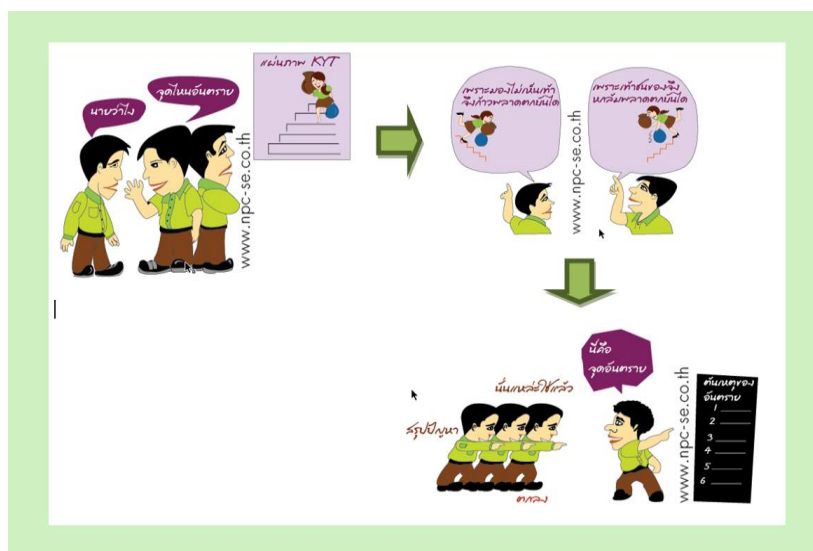 แผ่นภาพ KYT
จุดไหนอันตราย
นายว่าไง
www.npc-se.co.th
เพราะมองไม่เห็นเท้า
จึงก้าวพลาดตกบันได
www.npc-se.co.th
เพราะเท้าชนของจึง
หกล้มพลาดตกบันได
นี่คือ
จุดอันตราย
นั่นแหล่ะใช่แล้ว
สรุปปัญหา
ตกลง
www.npc-se.co.th
ต้นเหตุของ
อันตราย
1
2
3
4
5
6